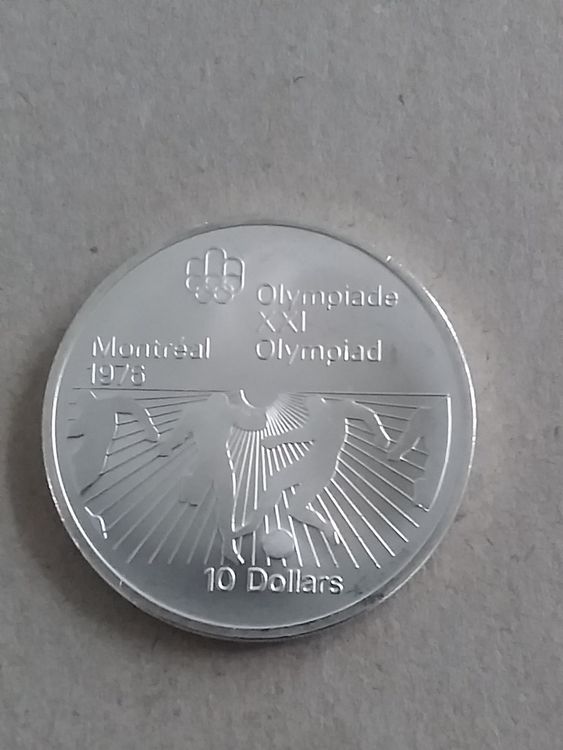 Olympiade
XXI
Olympiad
Montréal
1976
10 Dollars